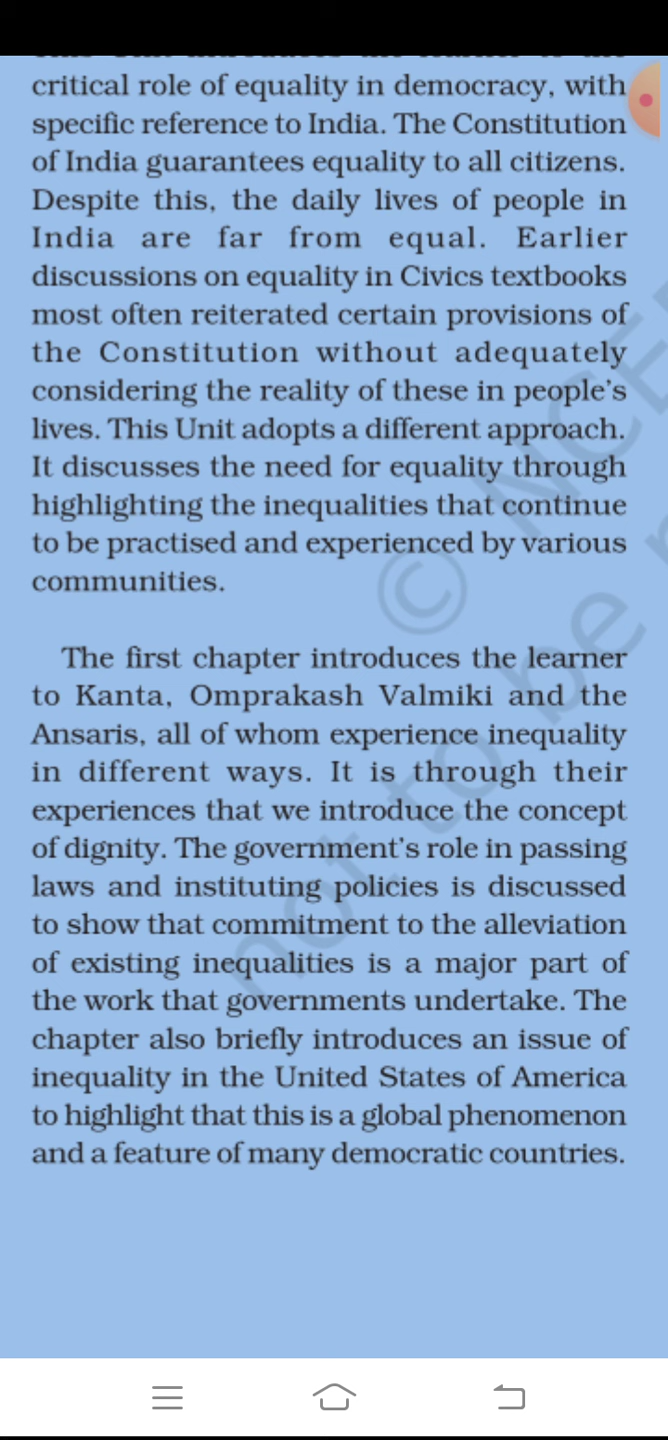 critical role of equality in democracy, with
specific reference to India. The Constitution
of India guarantees equality to all citizens.
Despite this, the daily lives of people in
India are far from equal. Earlier
discussions on equality in Civics textbooks
most often reiterated certain provisions of
the Constitution without adequately
considering the reality of these in people's
lives. This Unit adopts a different approach.
It discusses the need for equality through
highlighting the inequalities that continue
to be practised and experienced by various
communities.
The first chapter introduces the learner
to Kanta, Omprakash Valmiki and the
Ansaris, all of whom experience inequality
in different ways. It is through their
experiences that we introduce the concept
of dignity. The government's role in passing
laws and instituting policies is discussed
to show that commitment to the alleviation
of existing inequalities is a major part of
the work that governments undertake. The
chapter also briefly introduces an issue of
inequality in the United States of America
to highlight that this is a global phenomenon
and a feature of many democratic countries.
©
not to be